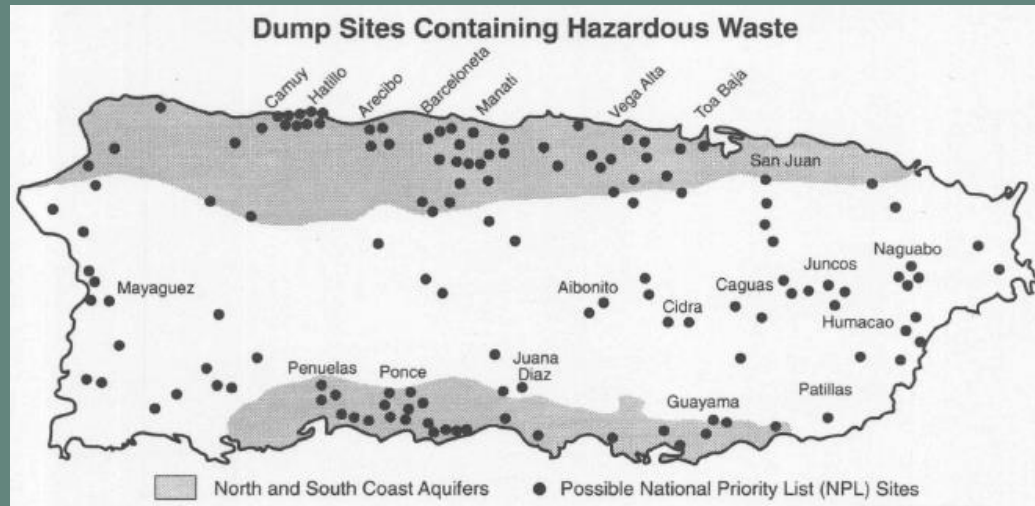 Dump Sites Containing Hazardous Waste
Camuy
Hatillo
Arecibo
Barceloneta
Manati
Vega Alta
Toa Baja
San Juan
Naguabo
Mayaguez
Juncos
Aibonito
Caguas
Cidra
Humacao
Penuelas
Ponce
Juana
Diaz
Guayama
Patillas
North and South Coast Aquifers
Possible National Priority List (NPL) Sites